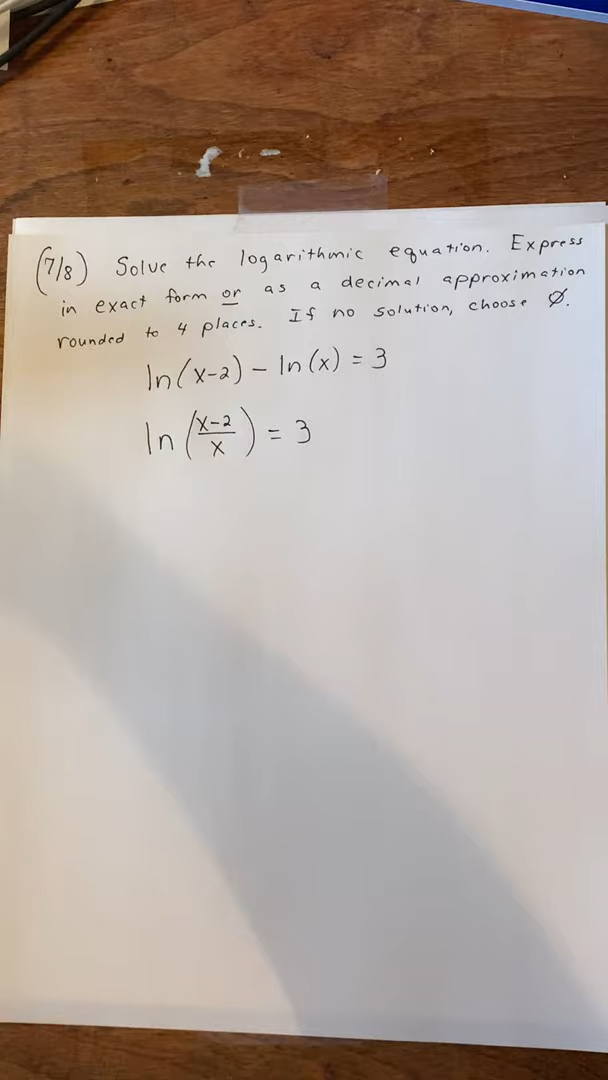 (7/8) Solve the logarithmic equation. Express
in exact form or as a decimal approximation
rounded to 4 places. If no solution, choose ∅.
ln(x-2) - ln(x) = 3
ln(x-2/x) = 3